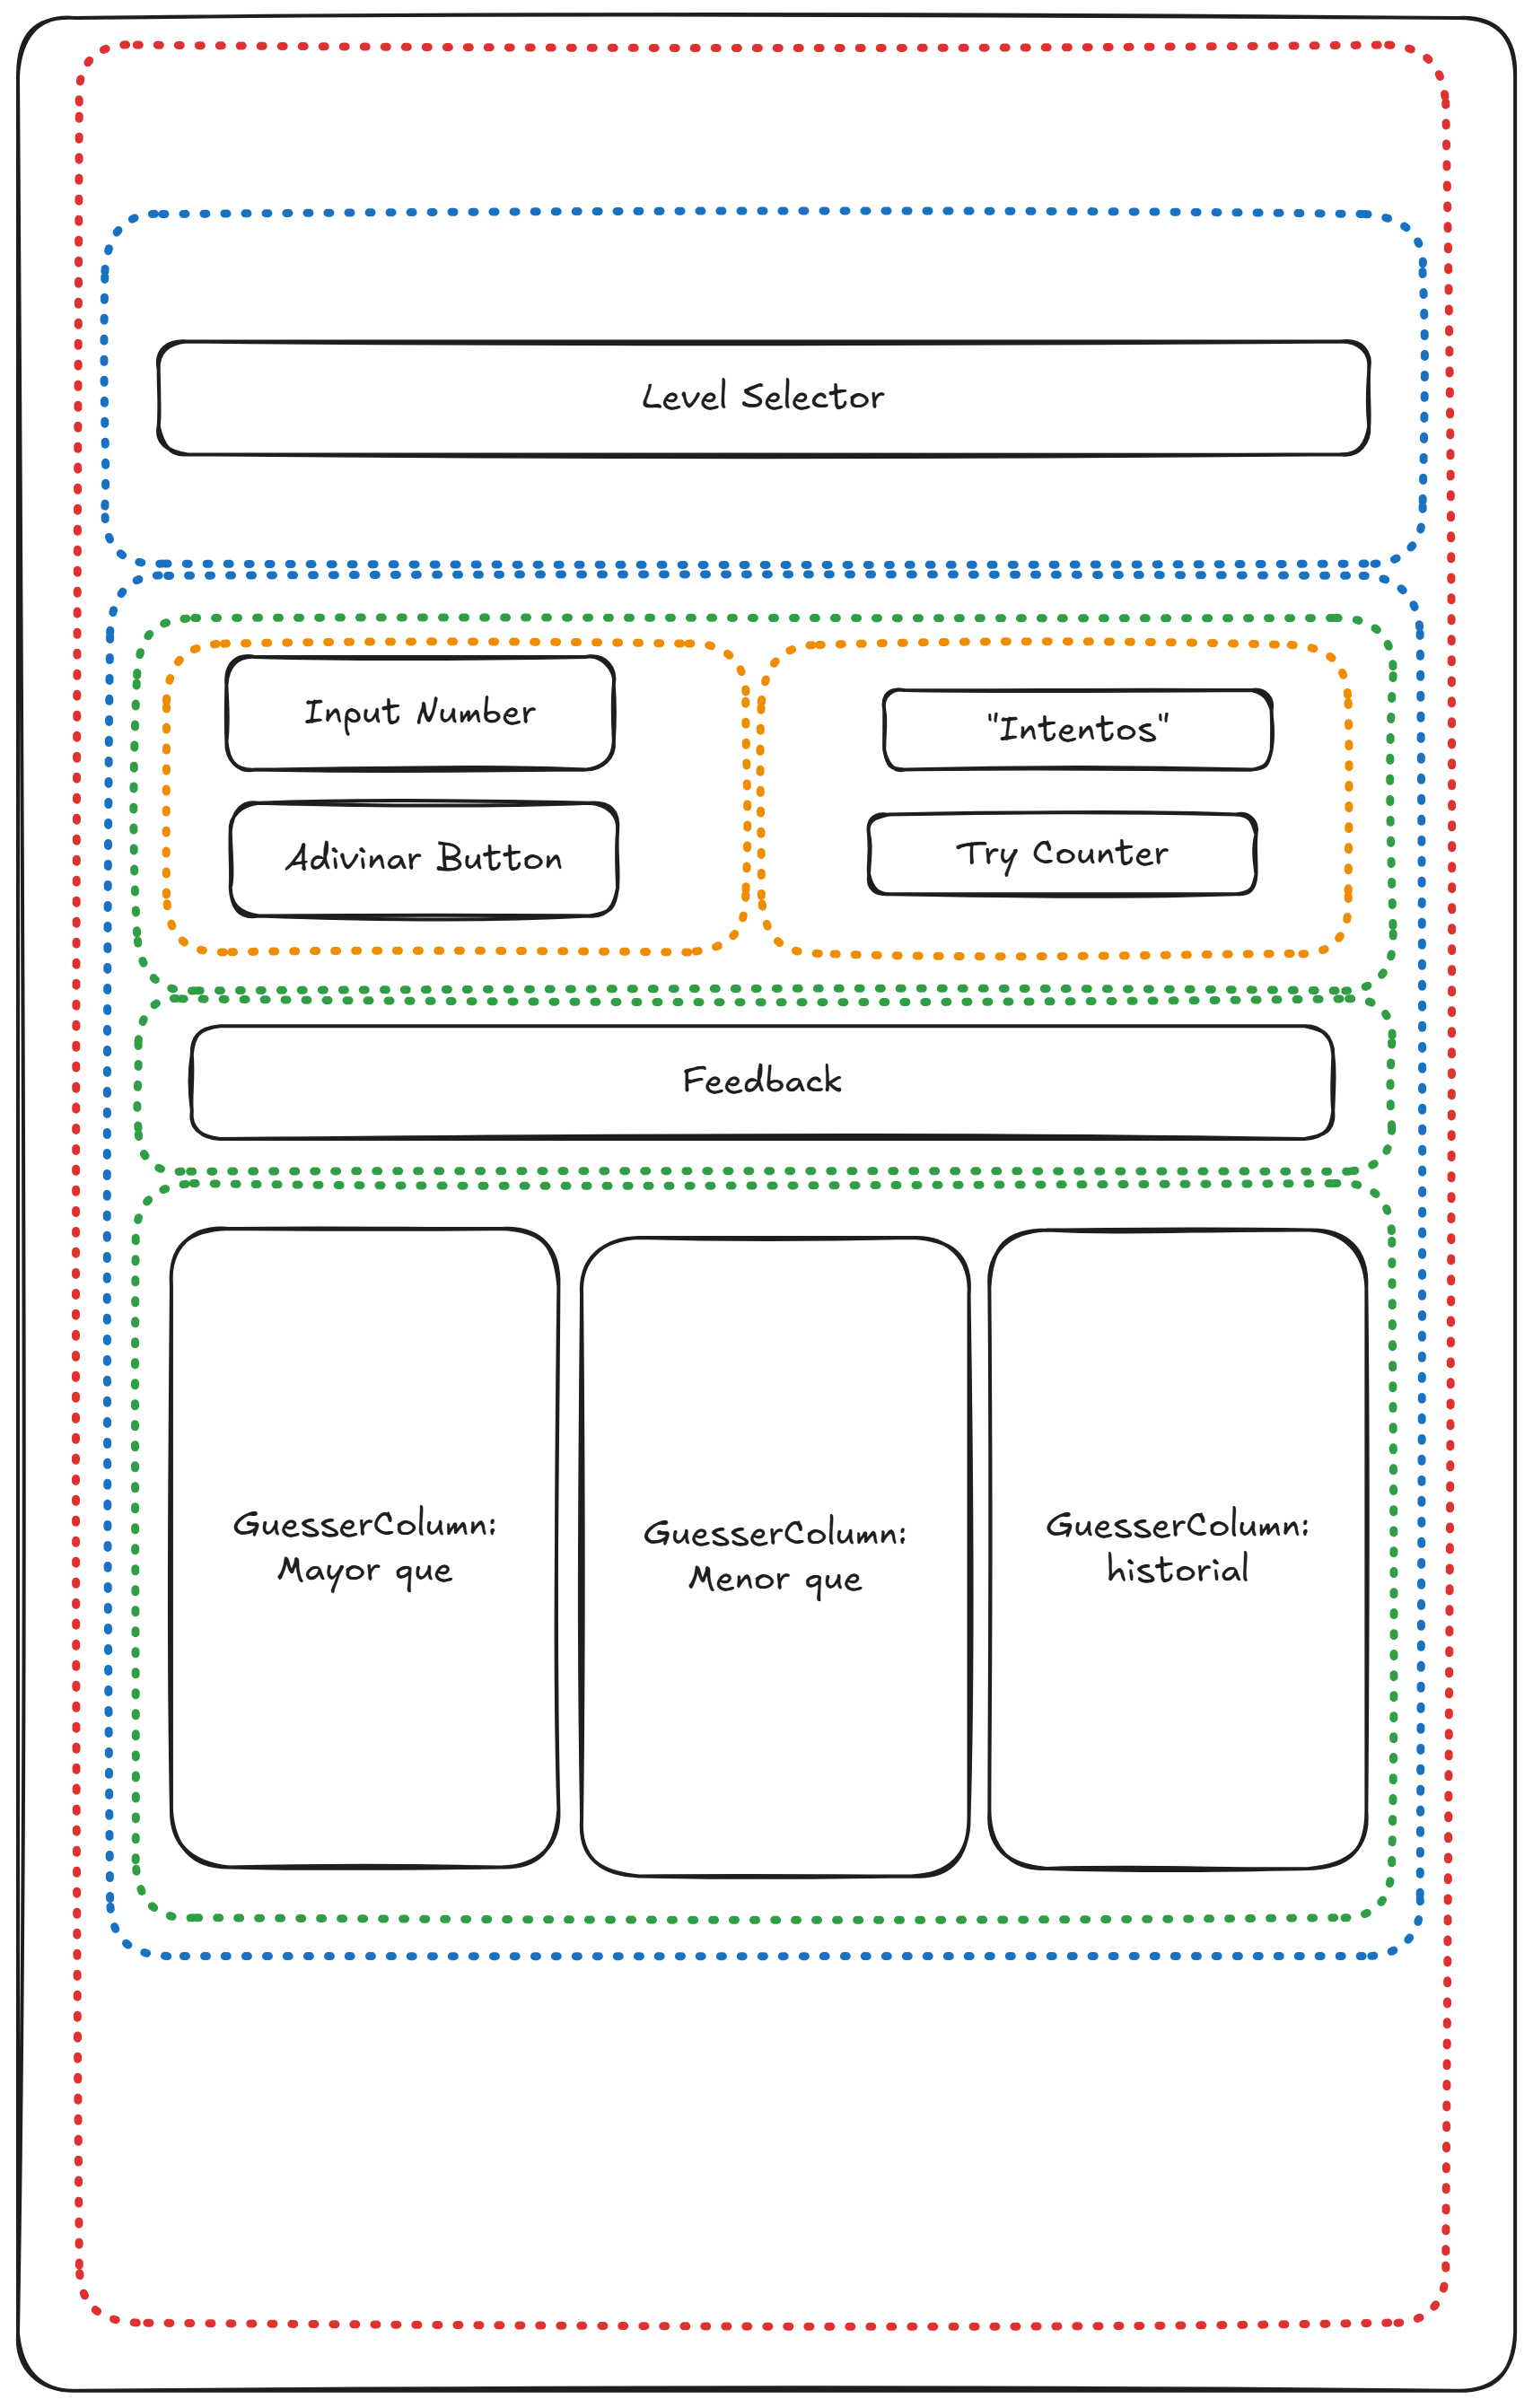 Level Selector
Input Number
Adivinar Button
"Intentos"
Try Counter
Feedback
GuesserColumn:
Mayor que
GuesserColumn:
Menor que
GuesserColumn:
historial